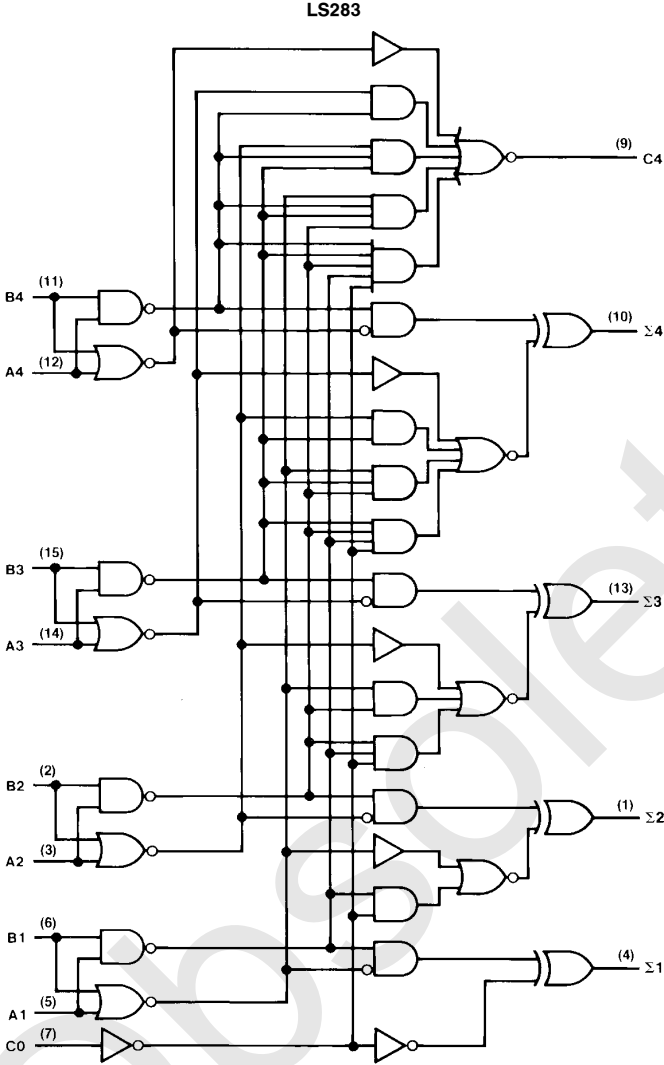 LS283
(9)
C4
B4 (11)
(10)
Σ4
A4 (12)
B3 (15)
(13)
Σ3
A3 (14)
B2 (2)
(1)
Σ2
A2 (3)
B1 (6)
(4)
Σ1
A1 (5)
C0 (7)
obsolet